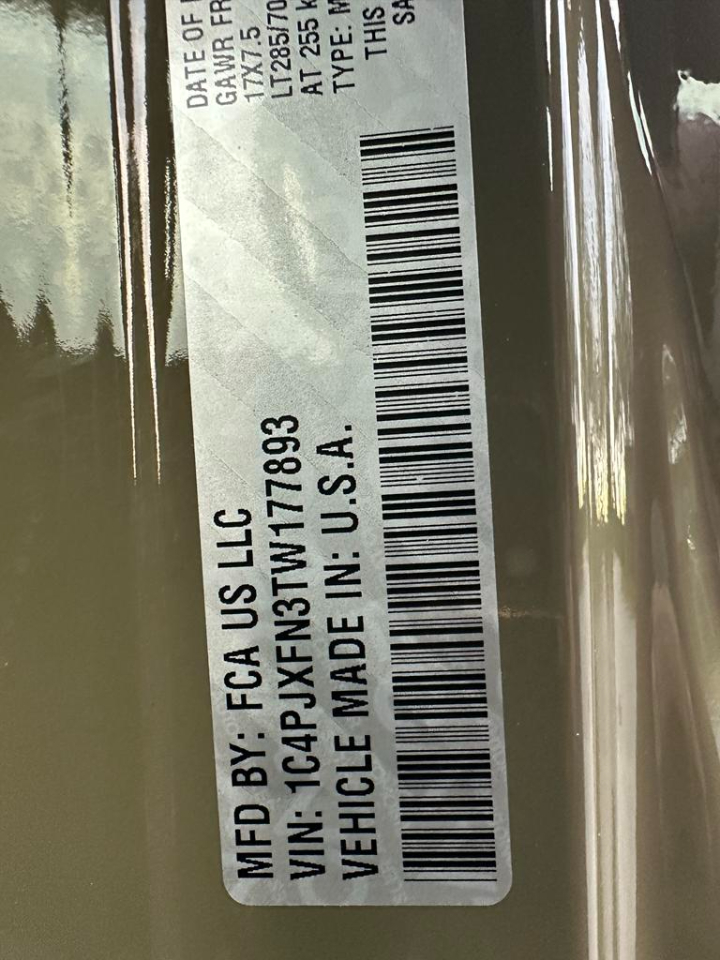 MFD BY: FCA US LLC
VIN: 1C4PJXFN3TW177893
VEHICLE MADE IN: U.S.A.
DATE OF
GAWR FR
17X7.5
LT285/70
AT 255 k
TYPE: M
THIS
SA